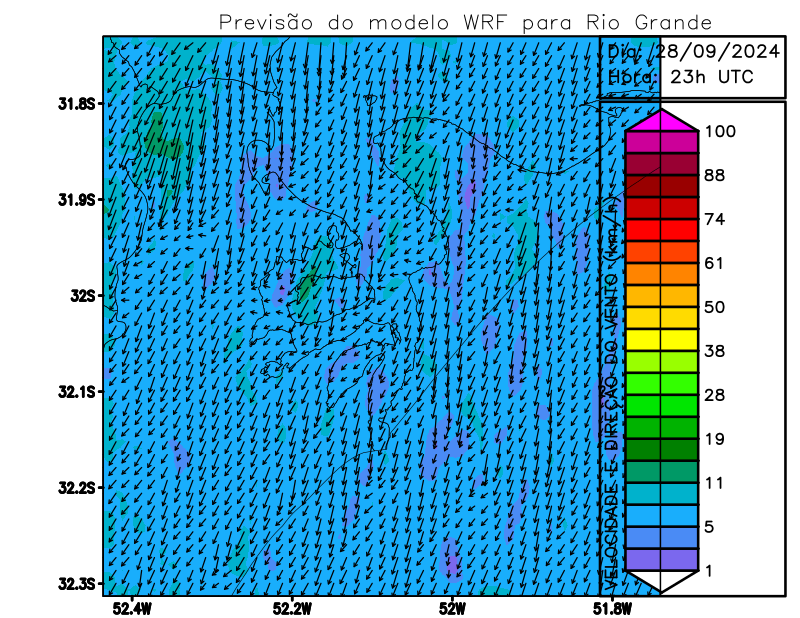 Previsão do modelo WRF para Rio Grande
Dia: 28/09/2024
Hora: 23h UTC
31.8S
31.9S
32S
32.1S
32.2S
32.3S
52.4W
52.2W
52W
51.8W
VELOCIDADE E DIREÇÃO DO VENTO (km/h)
100
88
74
61
50
38
28
19
11
5
1